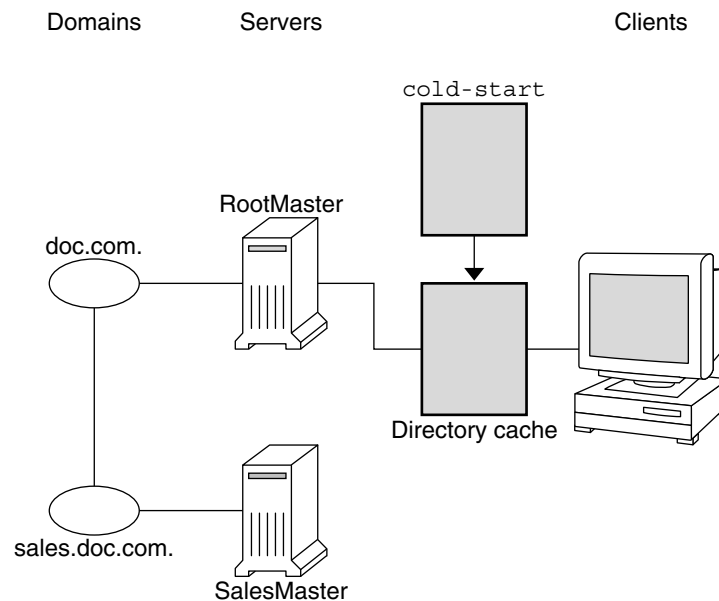 Domains Servers Clients
cold-start
RootMaster
doc.com.
Directory cache
sales.doc.com.
SalesMaster